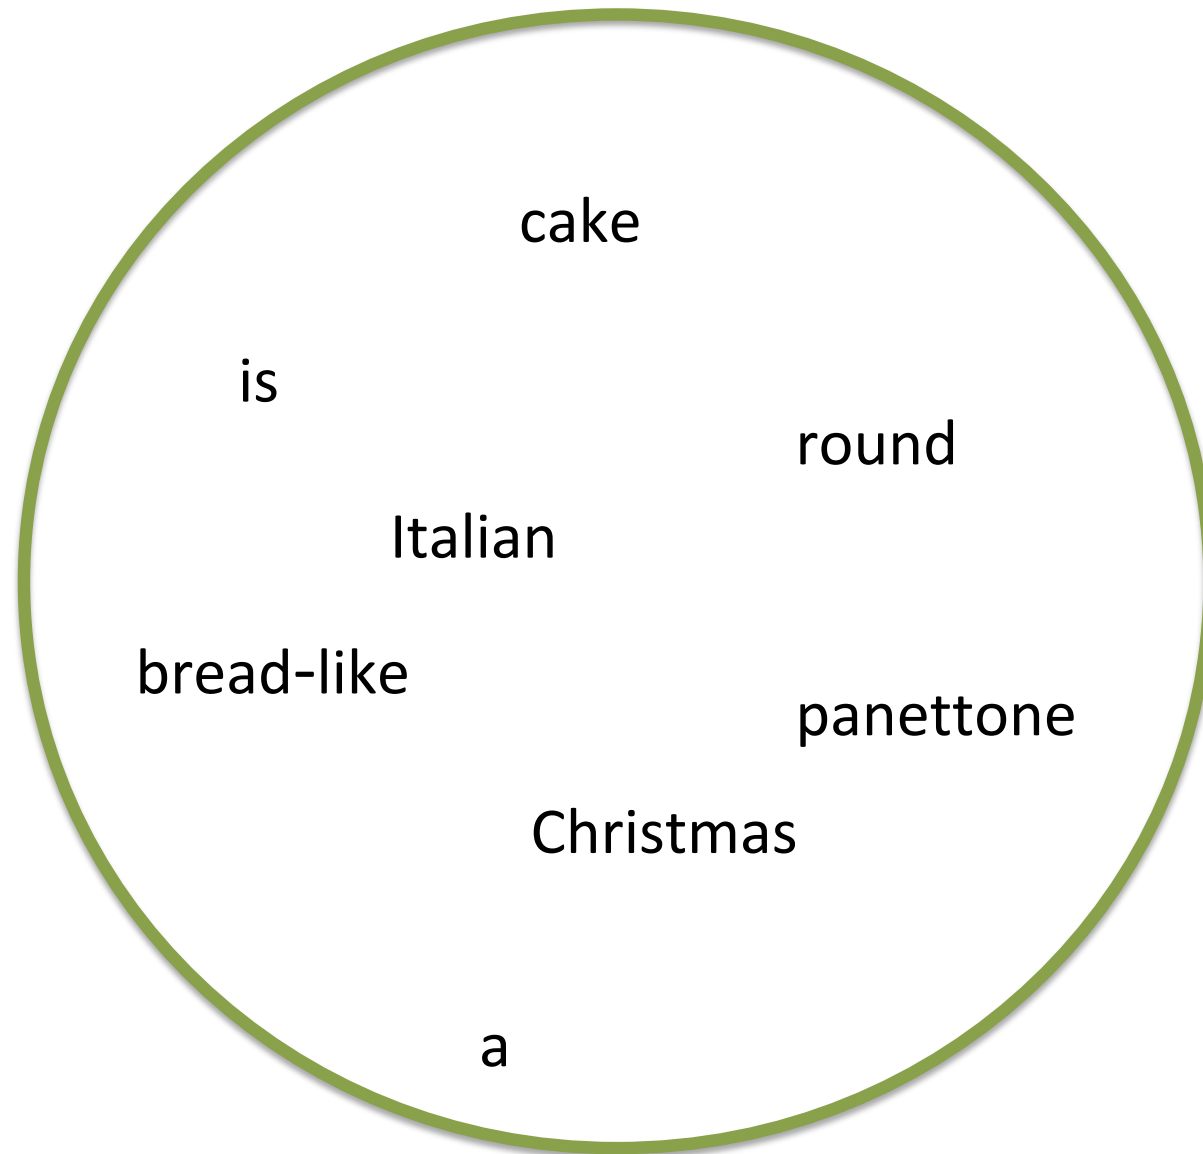 cake
is
round
Italian
bread-like
panettone
Christmas
a